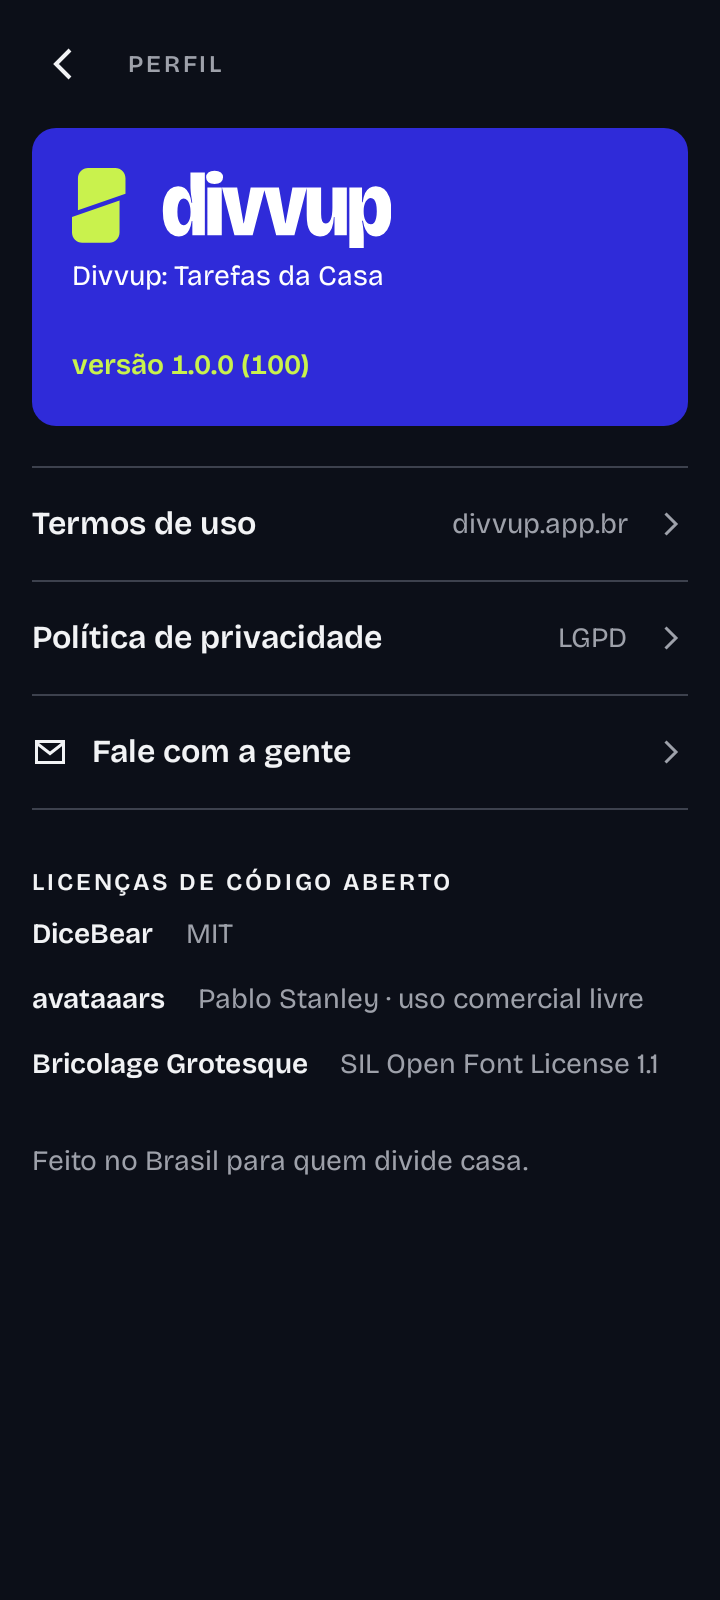 PERFIL
divvup
Divvup: Tarefas da Casa
versão 1.0.0 (100)
Termos de uso divvup.app.br
Política de privacidade LGPD
Fale com a gente
LICENÇAS DE CÓDIGO ABERTO
DiceBear MIT
avataaars Pablo Stanley · uso comercial livre
Bricolage Grotesque SIL Open Font License 1.1
Feito no Brasil para quem divide casa.